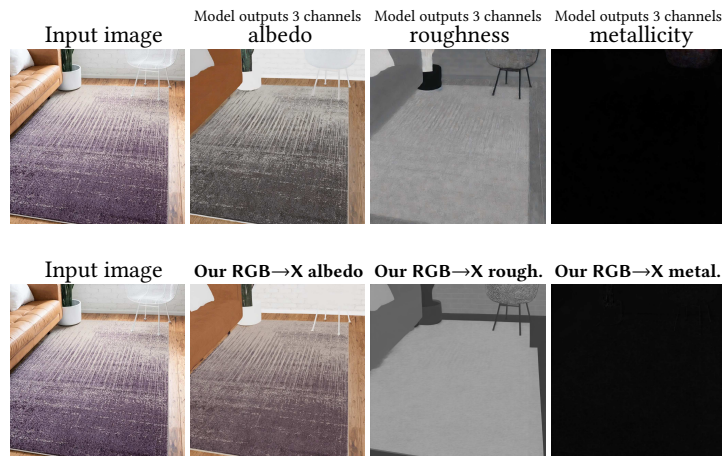 Model outputs 3 channels Model outputs 3 channels Model outputs 3 channels
Input image albedo roughness metallicity
Input image Our RGB→X albedo Our RGB→X rough. Our RGB→X metal.